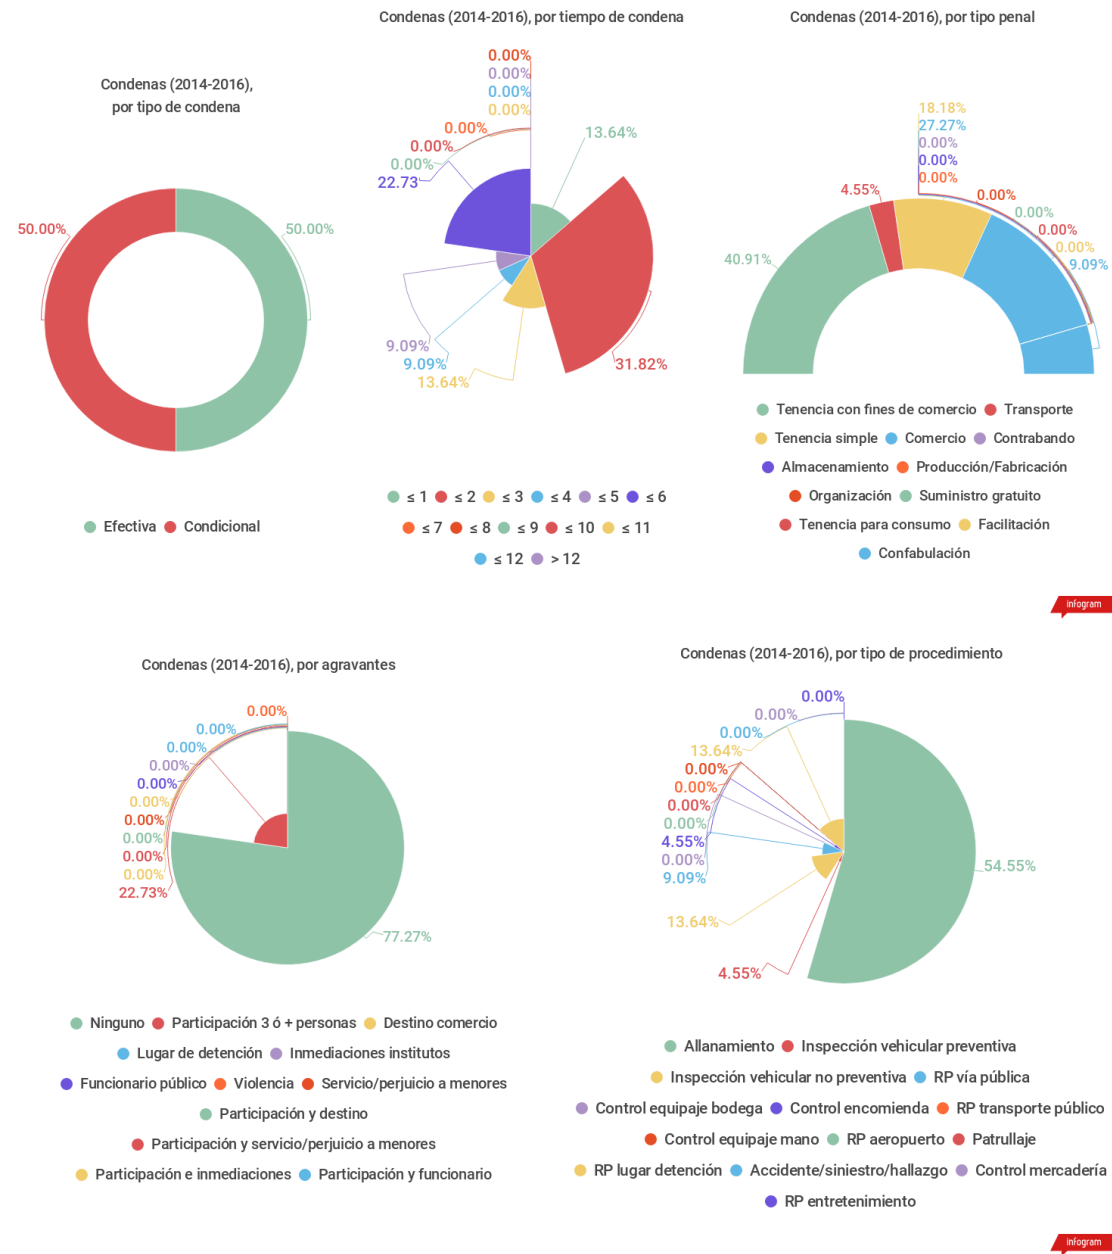 Condenas (2014-2016),
por tipo de condena
50.00%
50.00%
Efectiva
Condicional
Condenas (2014-2016), por tiempo de condena
0.00%
0.00%
0.00%
0.00%
0.00%
0.00%
0.00%
22.73
13.64%
31.82%
9.09%
9.09%
13.64%
≤ 1 ≤ 2 ≤ 3 ≤ 4 ≤ 5 ≤ 6
≤ 7 ≤ 8 ≤ 9 ≤ 10 ≤ 11
≤ 12 > 12
Condenas (2014-2016), por tipo penal
18.18%
27.27%
0.00%
0.00%
0.00%
4.55%
0.00%
0.00%
0.00%
0.00%
9.09%
40.91%
Tenencia con fines de comercio Transporte
Tenencia simple Comercio Contrabando
Almacenamiento Producción/Fabricación
Organización Suministro gratuito
Tenencia para consumo Facilitación
Confabulación
infogram
Condenas (2014-2016), por agravantes
0.00%
0.00%
0.00%
0.00%
0.00%
0.00%
0.00%
0.00%
0.00%
0.00%
22.73%
77.27%
Ninguno Participación 3 ó + personas Destino comercio
Lugar de detención Inmediaciones institutos
Funcionario público Violencia Servicio/perjuicio a menores
Participación y destino
Participación y servicio/perjuicio a menores
Participación e inmediaciones Participación y funcionario
Condenas (2014-2016), por tipo de procedimiento
0.00%
0.00%
0.00%
13.64%
0.00%
0.00%
0.00%
0.00%
4.55%
0.00%
9.09%
54.55%
13.64%
4.55%
Allanamiento Inspección vehicular preventiva
Inspección vehicular no preventiva RP vía pública
Control equipaje bodega Control encomienda RP transporte público
Control equipaje mano RP aeropuerto Patrullaje
RP lugar detención Accidente/siniestro/hallazgo Control mercadería
RP entretenimiento
infogram